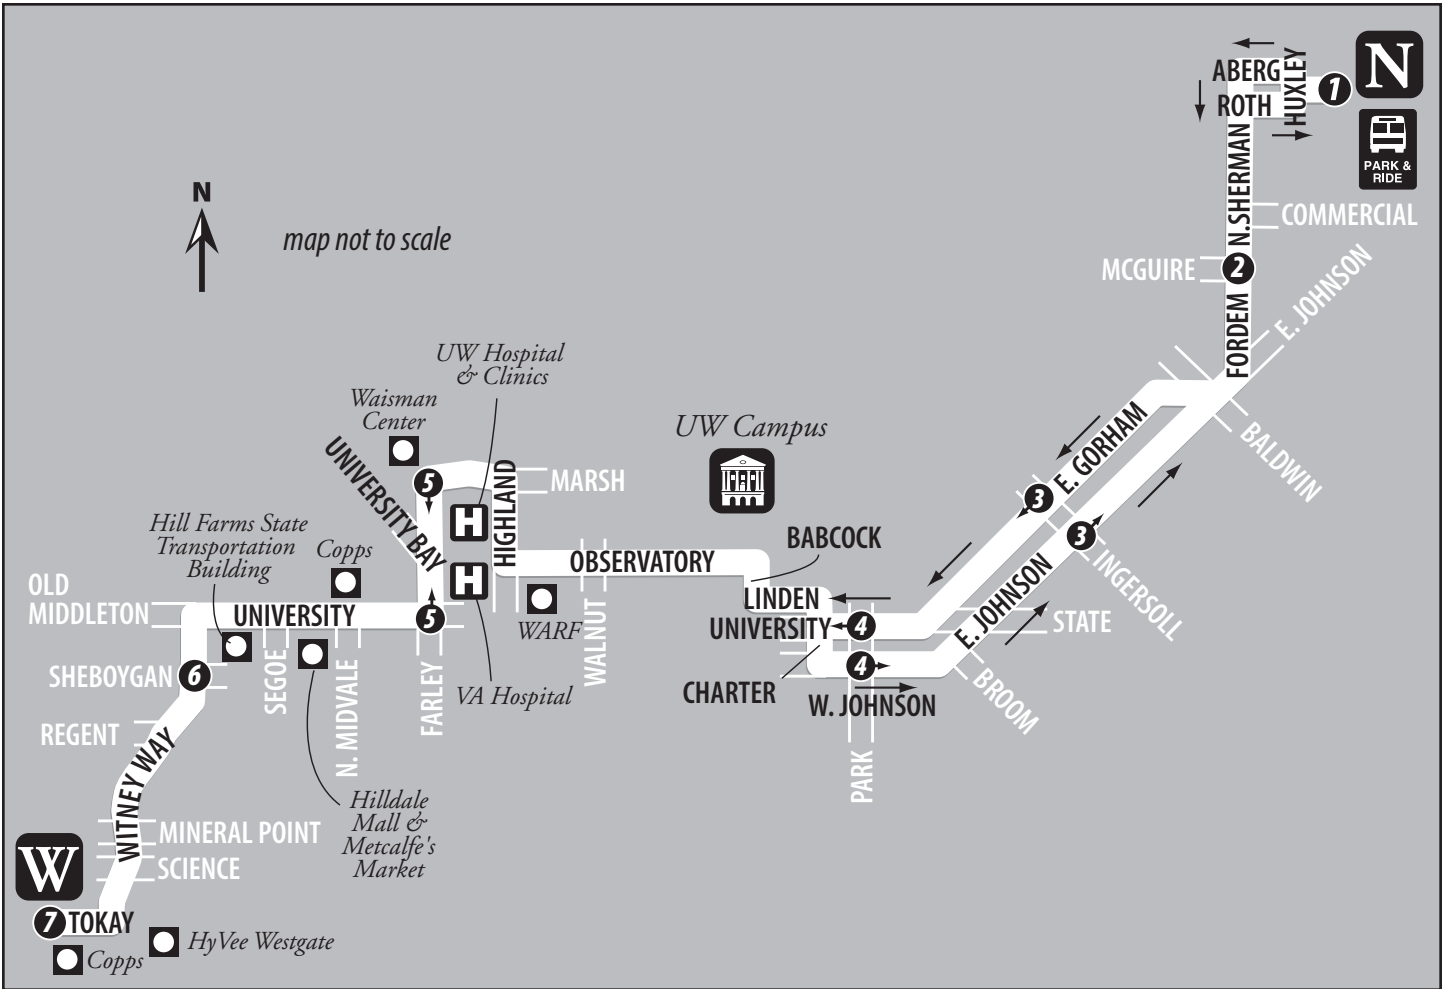 ABERG
HUXLEY
1
N
ROTH
PARK &
RIDE
N
map not to scale
N.SHERMAN
COMMERCIAL
MCGUIRE
2
FORDEM
E. JOHNSON
BALDWIN
E. GORHAM
3
3
INGERSOLL
E. JOHNSON
STATE
BROOM
UW Hospital
& Clinics
Waisman
Center
UW Campus
UNIVERSITY BAY
5
H
H
HIGHLAND
MARSH
OBSERVATORY
BABCOCK
LINDEN
UNIVERSITY
4
4
CHARTER
W. JOHNSON
PARK
WALNUT
WARF
VA Hospital
Hill Farms State
Transportation
Building
Copps
OLD
MIDDLETON
UNIVERSITY
5
FARLEY
N. MIDVALE
SEGOE
SHEBOYGAN
6
REGENT
WITNEY WAY
Hilldale
Mall &
Metcalfe's
Market
MINERAL POINT
SCIENCE
W
7
TOKAY
HyVee Westgate
Copps